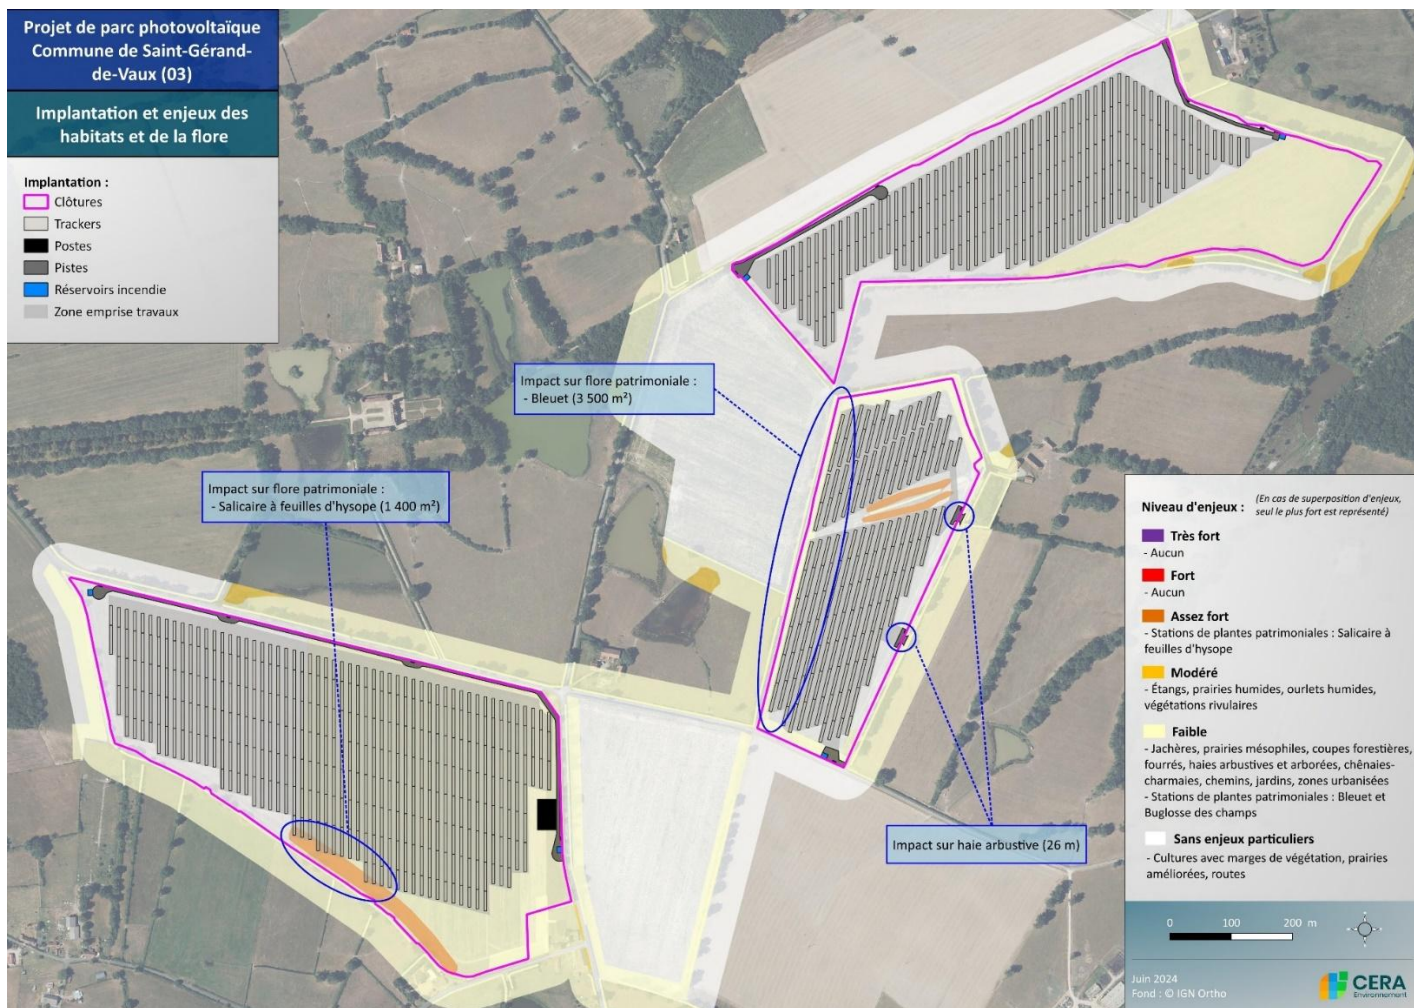 Projet de parc photovoltaïque
Commune de Saint-Gérand-
de-Vaux (03)
Implantation et enjeux des
habitats et de la flore
Implantation :
Clôtures
Trackers
Postes
Pistes
Réservoirs incendie
Zone emprise travaux
Impact sur flore patrimoniale :
- Bleuet (3 500 m²)
Impact sur flore patrimoniale :
- Salicaire à feuilles d'hysope (1 400 m²)
Impact sur haie arbustive (26 m)
Niveau d'enjeux :
(En cas de superposition d'enjeux,
seul le plus fort est représenté)
Très fort
- Aucun
Fort
- Aucun
Assez fort
- Stations de plantes patrimoniales : Salicaire à
feuilles d'hysope
Modéré
- Étangs, prairies humides, ourlets humides,
végétations rivulaires
Faible
- Jachères, prairies mésophiles, coupes forestières,
fourrés, haies arbustives et arborées, chênaies-
charmaies, chemins, jardins, zones urbanisées
- Stations de plantes patrimoniales : Bleuet et
Buglosse des champs
Sans enjeux particuliers
- Cultures avec marges de végétation, prairies
améliorées, routes
0 100 200 m
Juin 2024
Fond : © IGN Ortho
CERA
Environnement